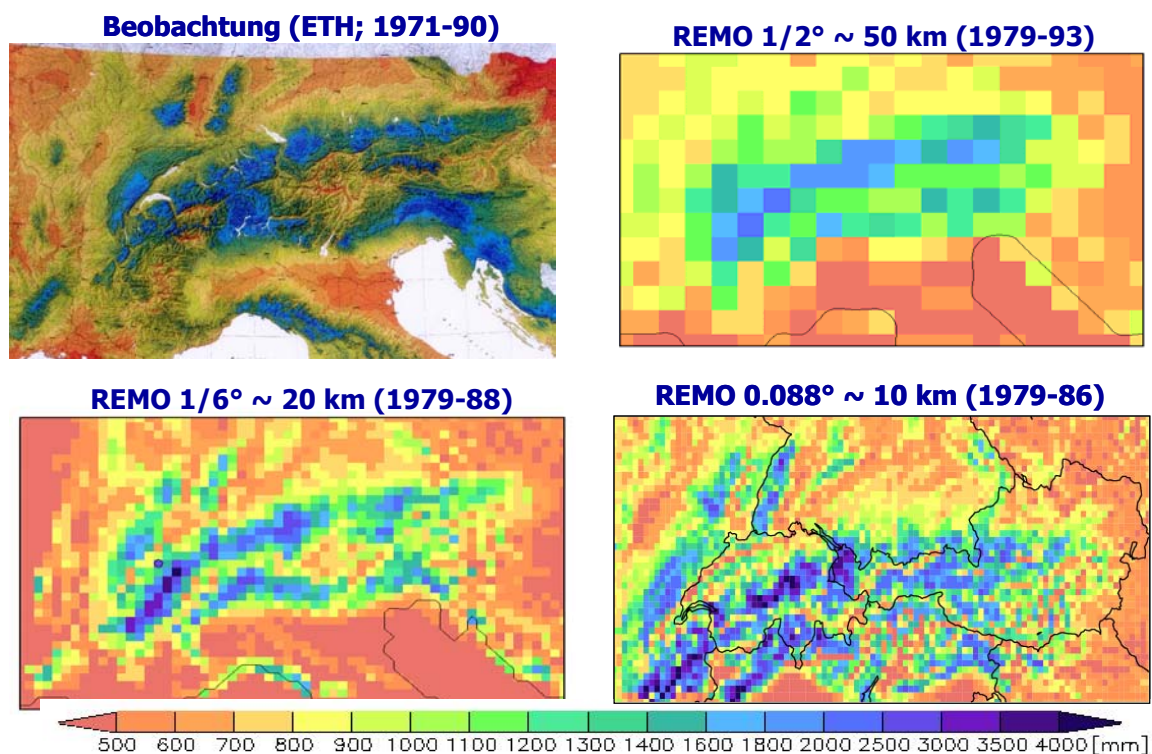 Beobachtung (ETH; 1971-90)
REMO 1/2° ~ 50 km (1979-93)
REMO 1/6° ~ 20 km (1979-88)
REMO 0.088° ~ 10 km (1979-86)
500 600 800 900 1000 1100 1200 1300 1400 1600 1800 2000 2500 3000 3500 400 [mm]